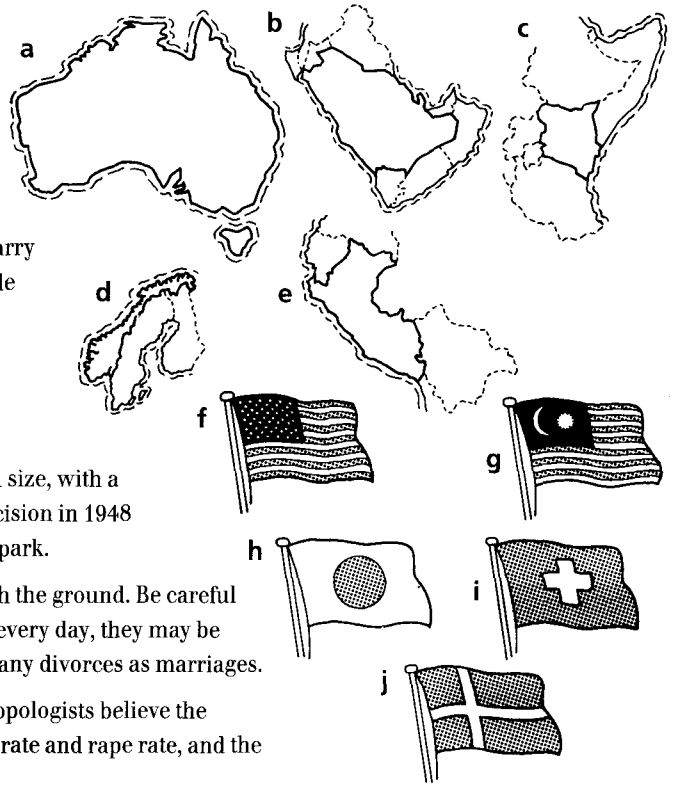 a
b
c
arry
le
d
e
f
g
size, with a
cision in 1948
park.
h
h the ground. Be careful
i
every day, they may be
any divorces as marriages.
j
opologists believe the
rate and rape rate, and the